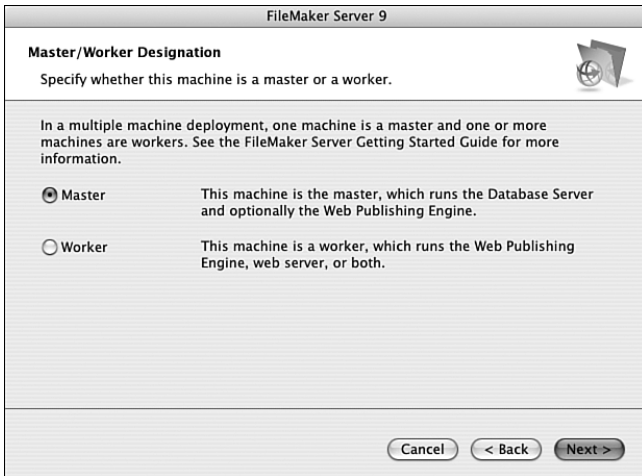 FileMaker Server 9
Master/Worker Designation
Specify whether this machine is a master or a worker.
In a multiple machine deployment, one machine is a master and one or more
machines are workers. See the FileMaker Server Getting Started Guide for more
information.
Master
This machine is the master, which runs the Database Server
and optionally the Web Publishing Engine.
Worker
This machine is a worker, which runs the Web Publishing
Engine, web server, or both.
Cancel
< Back
Next >